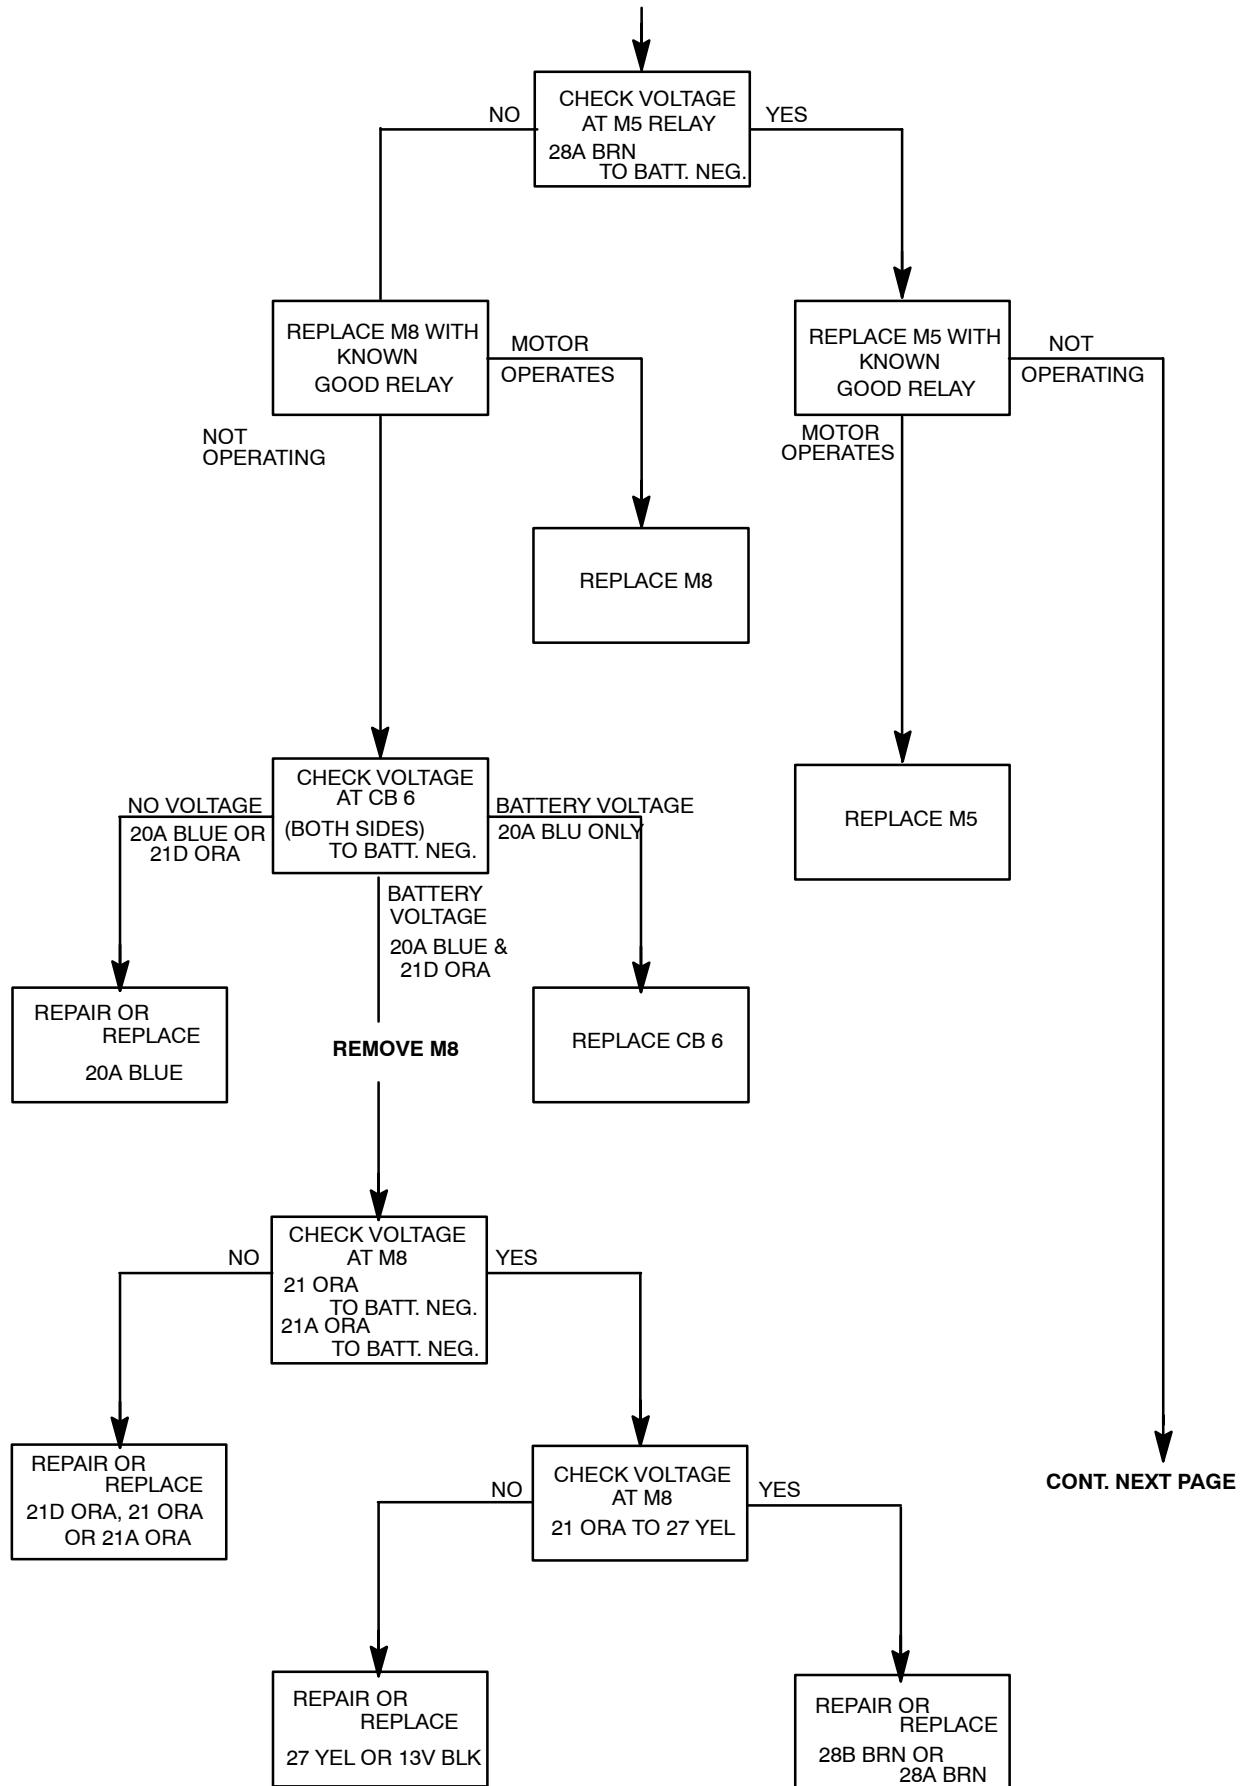 CHECK VOLTAGE
AT M5 RELAY
28A BRN
TO BATT. NEG.
NO
YES
REPLACE M8 WITH
KNOWN
GOOD RELAY
MOTOR
OPERATES
REPLACE M5 WITH
KNOWN
GOOD RELAY
NOT
OPERATING
NOT
OPERATING
MOTOR
OPERATES
REPLACE M8
CHECK VOLTAGE
AT CB 6
(BOTH SIDES)
TO BATT. NEG.
NO VOLTAGE
20A BLUE OR
21D ORA
BATTERY VOLTAGE
20A BLU ONLY
REPLACE M5
BATTERY
VOLTAGE
20A BLUE &
21D ORA
REPAIR OR
REPLACE
20A BLUE
REMOVE M8
REPLACE CB 6
CHECK VOLTAGE
AT M8
21 ORA
TO BATT. NEG.
21A ORA
TO BATT. NEG.
NO
YES
REPAIR OR
REPLACE
21D ORA, 21 ORA
OR 21A ORA
CHECK VOLTAGE
AT M8
21 ORA TO 27 YEL
NO
YES
CONT. NEXT PAGE
REPAIR OR
REPLACE
27 YEL OR 13V BLK
REPAIR OR
REPLACE
28B BRN OR
28A BRN